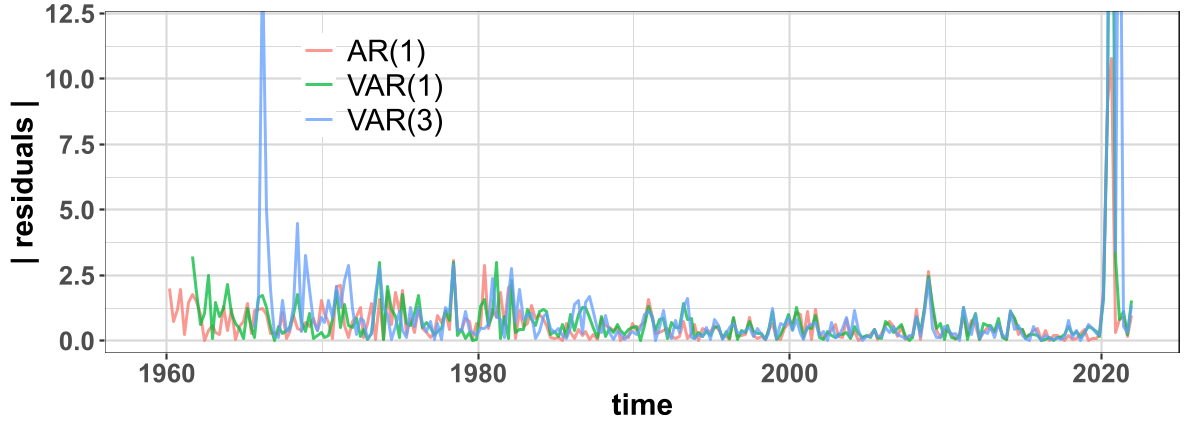 12.5
10.0
7.5
5.0
2.5
0.0
| residuals |
AR(1)
VAR(1)
VAR(3)
1960
1980
2000
2020
time